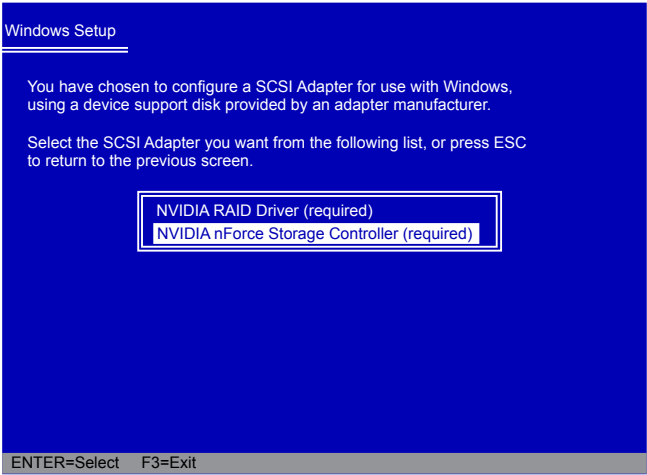 Windows Setup
You have chosen to configure a SCSI Adapter for use with Windows,
using a device support disk provided by an adapter manufacturer.
Select the SCSI Adapter you want from the following list, or press ESC
to return to the previous screen.
NVIDIA RAID Driver (required)
NVIDIA nForce Storage Controller (required)
ENTER=Select F3=Exit